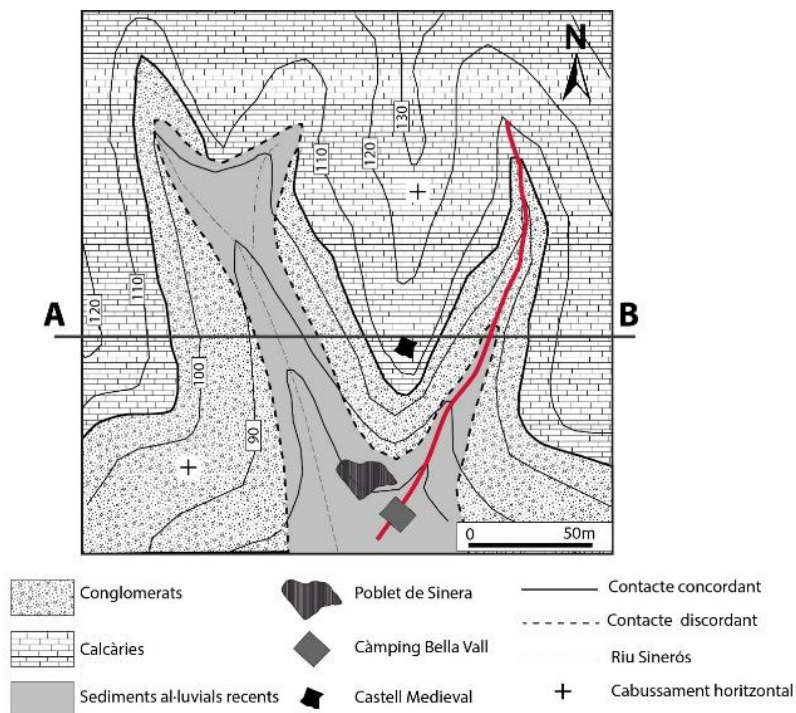 N
130
110
120
110
110
120
A
B
100
90
0 50m
Conglomerats
Poblet de Sinera
Contacte concordant
Contacte discordant
Calcàries
Càmping Bella Vall
Riu Sinerós
Sediments al·luvials recents
Castell Medieval
Cabussament horitzontal